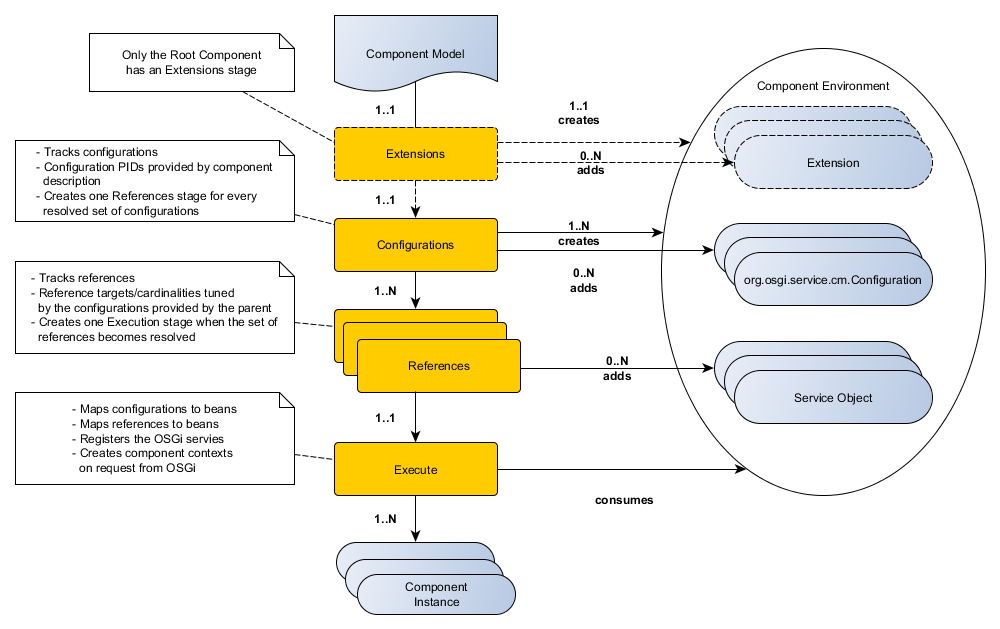 Component Model
Only the Root Component
has an Extensions stage
1..1
Extensions
1..1
creates
0..N
adds
Component Environment
Extension
- Tracks configurations
- Configuration PIDs provided by component
description
- Creates one References stage for every
resolved set of configurations
1..1
Configurations
1..N
creates
0..N
adds
org.osgi.service.cm.Configuration
- Tracks references
- Reference targets/cardinalities tuned
by the configurations provided by the parent
- Creates one Execution stage when the set of
references becomes resolved
1..N
References
0..N
adds
Service Object
- Maps configurations to beans
- Maps references to beans
- Registers the OSGi servies
- Creates component contexts
on request from OSGi
1..1
Execute
consumes
1..N
Component
Instance